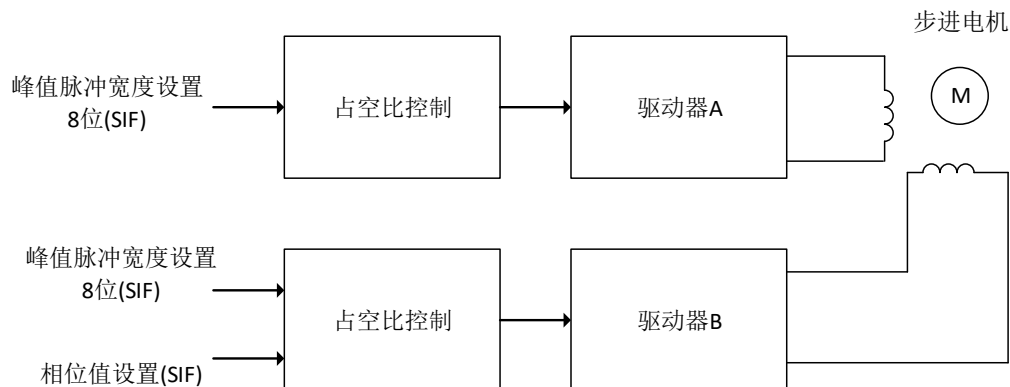 步进电机
峰值脉冲宽度设置
8位(SIF)
占空比控制
驱动器A
M
峰值脉冲宽度设置
8位(SIF)
占空比控制
驱动器B
相位值设置(SIF)